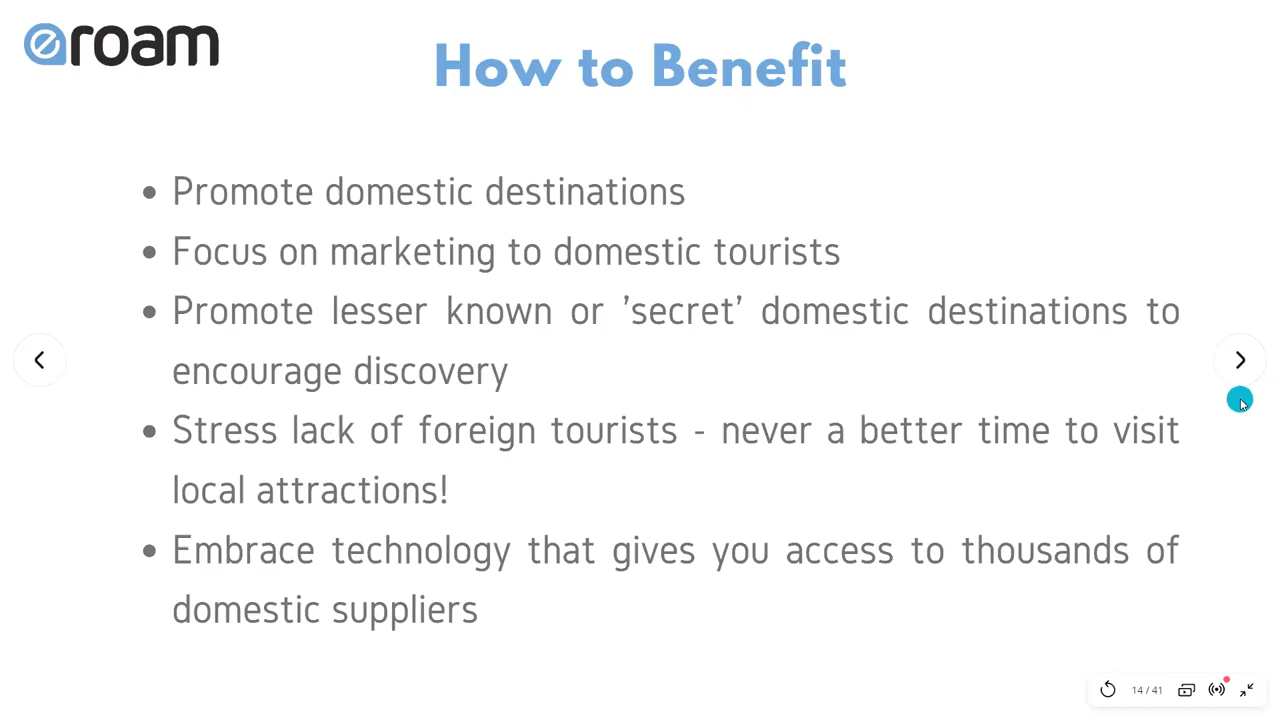 eroam
How to Benefit
• Promote domestic destinations
• Focus on marketing to domestic tourists
• Promote lesser known or 'secret' domestic destinations to
encourage discovery
• Stress lack of foreign tourists - never a better time to visit
local attractions!
• Embrace technology that gives you access to thousands of
domestic suppliers
14 / 41